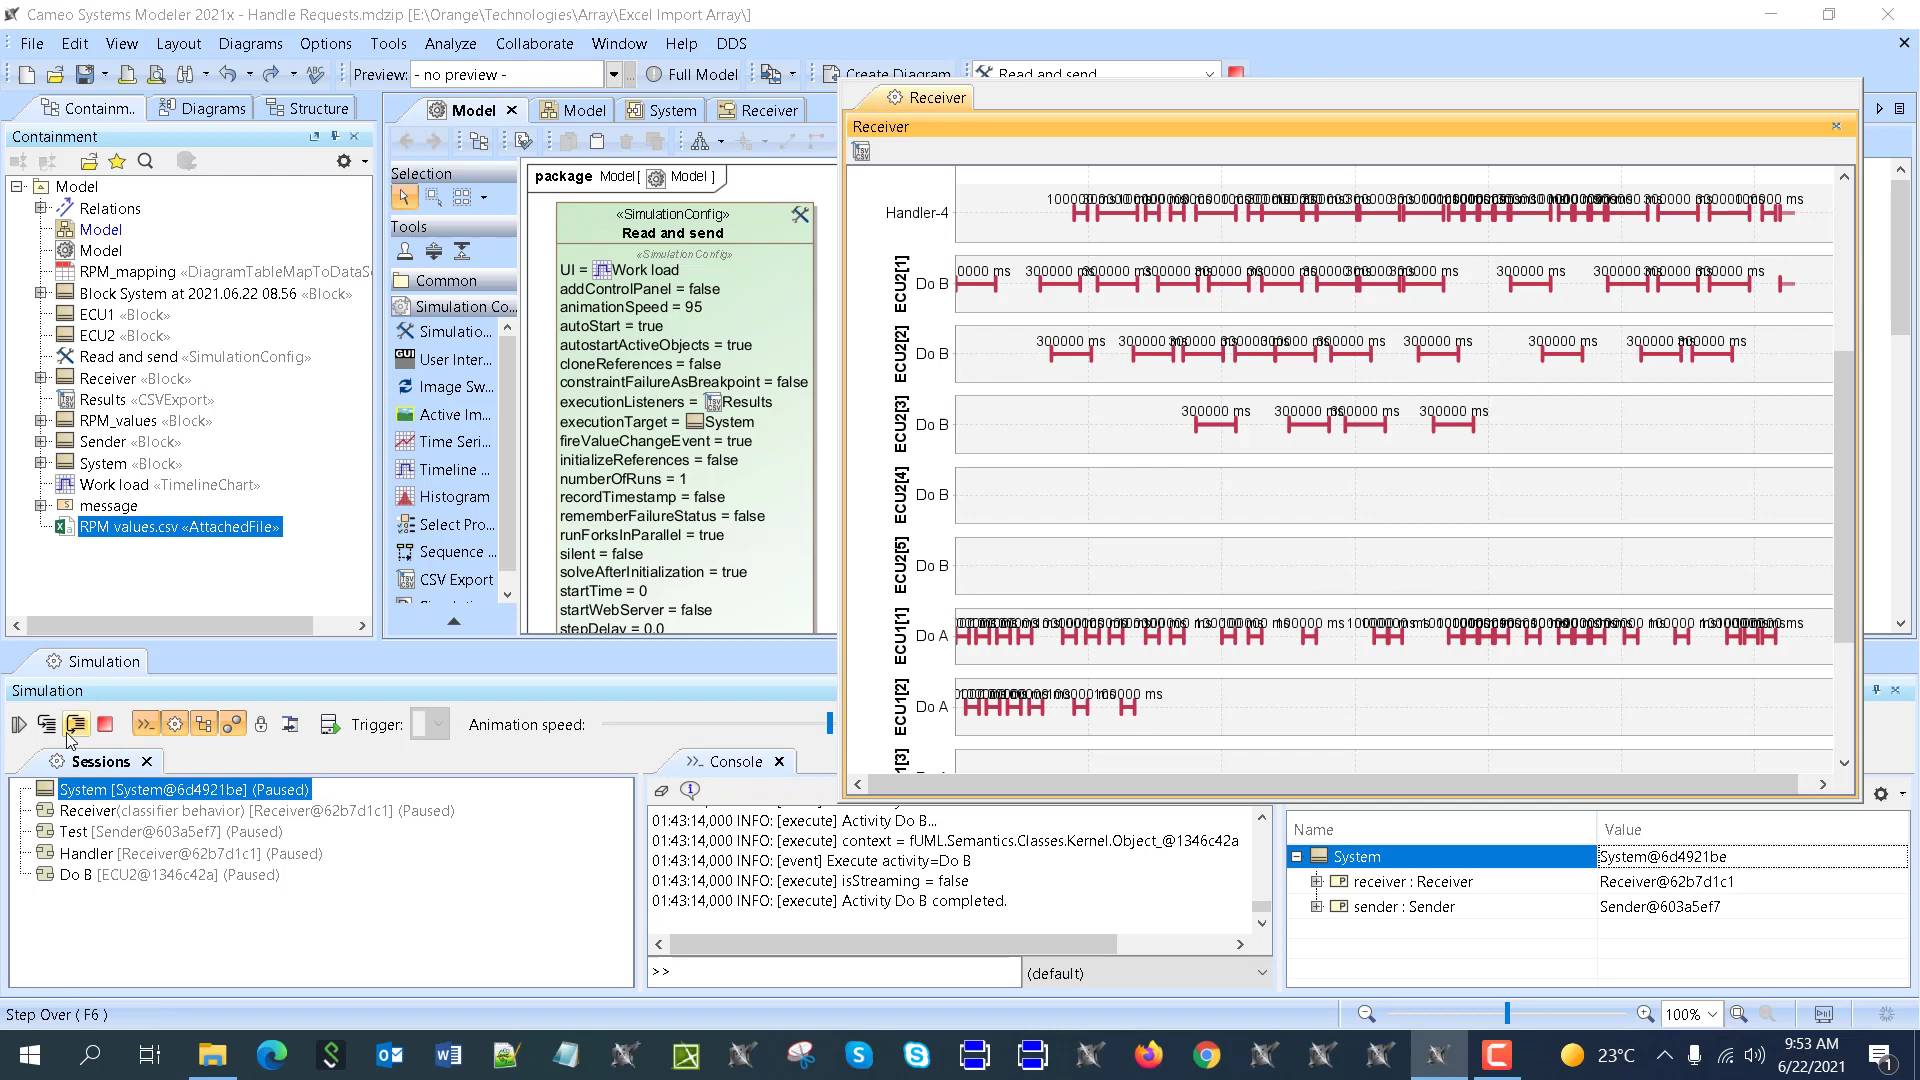 Cameo Systems Modeler 2021x - Handle Requests.mdzip [E:\Orange\Technologies\Array\Excel Import Array\]
File Edit View Layout Diagrams Options Tools Analyze Collaborate Window Help DDS
Preview: - no preview - Full Model Create Diagram Read and send
Containm.. Diagrams Structure
Containment
Model
Relations
Model
Model
RPM_mapping «DiagramTableMapToDataS
Block System at 2021.06.22 08.56 «Block»
ECU1 «Block»
ECU2 «Block»
Read and send «SimulationConfig»
Receiver «Block»
Results «CSVExport»
RPM_values «Block»
Sender «Block»
System «Block»
Work load «TimelineChart»
message
RPM values.csv «AttachedFile»
Model Model System Receiver
Selection
Tools
Common
Simulation Co...
Simulatio...
GUI User Inter...
Image Sw...
Active Im...
Time Seri...
Timeline ...
Histogram
Select Pro...
Sequence ...
CSV Export
package Model[ Model ]
«SimulationConfig»
Read and send
«SimulationConfig»
UI = Work load
addControlPanel = false
animationSpeed = 95
autoStart = true
autostartActiveObjects = true
cloneReferences = false
constraintFailureAsBreakpoint = false
executionListeners = Results
executionTarget = System
fireValueChangeEvent = true
initializeReferences = false
numberOfRuns = 1
recordTimestamp = false
rememberFailureStatus = false
runForksInParallel = true
silent = false
solveAfterInitialization = true
startTime = 0
startWebServer = false
stepDelay = 0.0
Receiver
Receiver
Handler-4
ECU2[1] Do B 300000 ms 300000 ms
ECU2[2] Do B 300000 ms 300000 ms 300000 ms 300000 ms 300000 ms
ECU2[3] Do B 300000 ms 300000 ms 300000 ms
ECU2[4] Do B
ECU2[5] Do B
ECU1[1] Do A
ECU1[2] Do A
Simulation
Simulation
Trigger: Animation speed:
Sessions
System [System@6d4921be] (Paused)
Receiver(classifier behavior) [Receiver@62b7d1c1] (Paused)
Test [Sender@603a5ef7] (Paused)
Handler [Receiver@62b7d1c1] (Paused)
Do B [ECU2@1346c42a] (Paused)
Console
01:43:14,000 INFO: [execute] Activity Do B...
01:43:14,000 INFO: [execute] context = fUML.Semantics.Classes.Kernel.Object_@1346c42a
01:43:14,000 INFO: [event] Execute activity=Do B
01:43:14,000 INFO: [execute] isStreaming = false
01:43:14,000 INFO: [execute] Activity Do B completed.
>> (default)
Name Value
System System@6d4921be
receiver : Receiver Receiver@62b7d1c1
sender : Sender Sender@603a5ef7
Step Over ( F6 )
100%
23°C
9:53 AM
6/22/2021
1